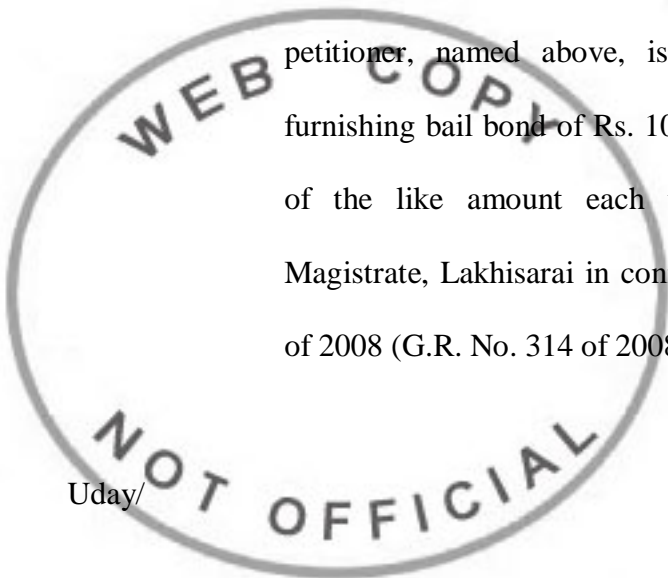 WEB COPY
petitioner, named above, is
furnishing bail bond of Rs. 10
of the like amount each
Magistrate, Lakhisarai in con
of 2008 (G.R. No. 314 of 2008
Uday/
NOT OFFICIAL